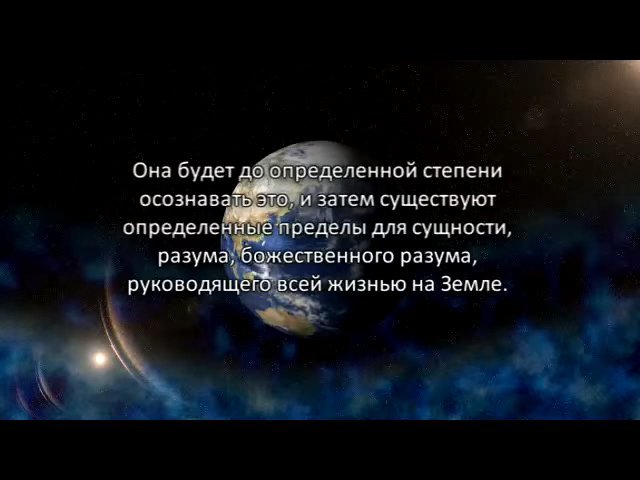 Она будет до определенной степени
осознавать это, и затем существуют
определенные пределы для сущности,
разума, божественного разума,
руководящего всей жизнью на Земле.